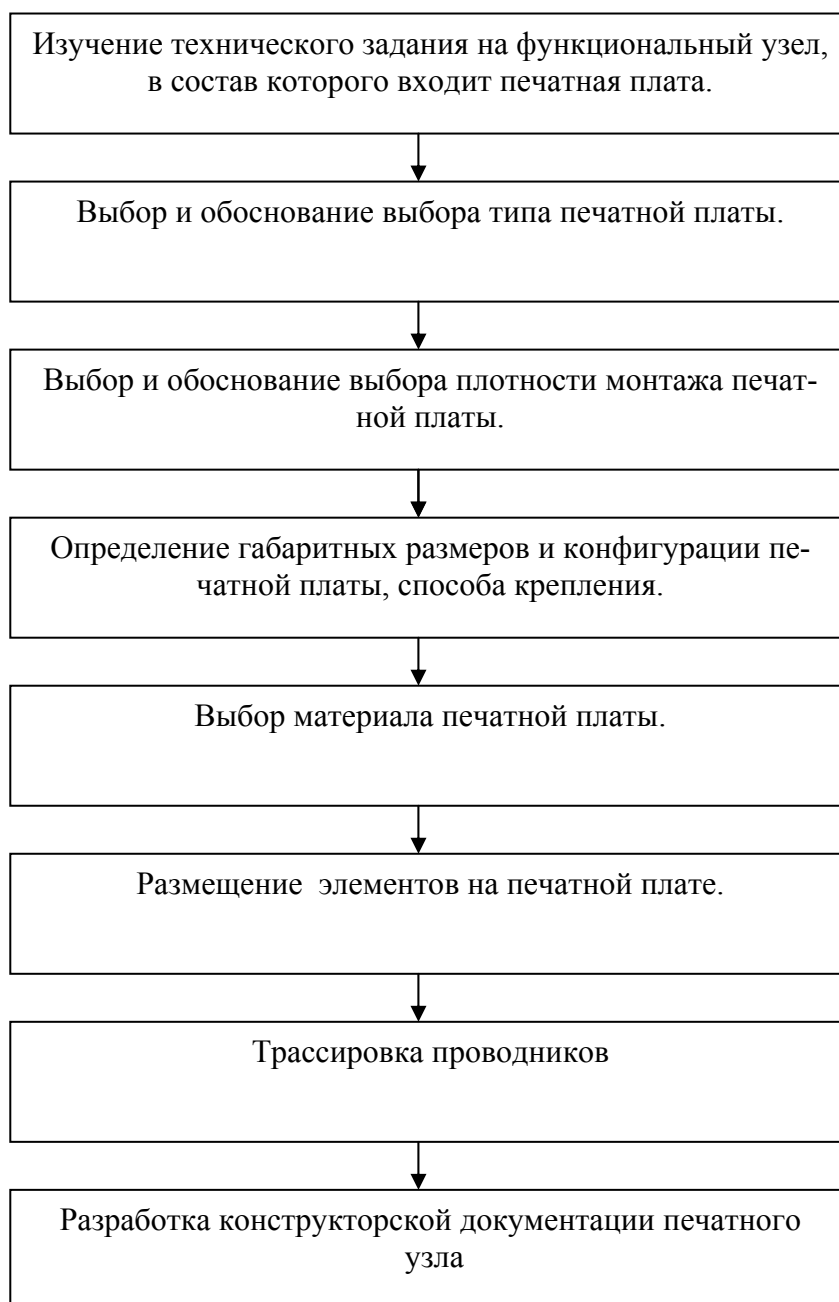 Изучение технического задания на функциональный узел,
в состав которого входит печатная плата.
Выбор и обоснование выбора типа печатной платы.
Выбор и обоснование выбора плотности монтажа печат-
ной платы.
Определение габаритных размеров и конфигурации пе-
чатной платы, способа крепления.
Выбор материала печатной платы.
Размещение элементов на печатной плате.
Трассировка проводников
Разработка конструкторской документации печатного
узла